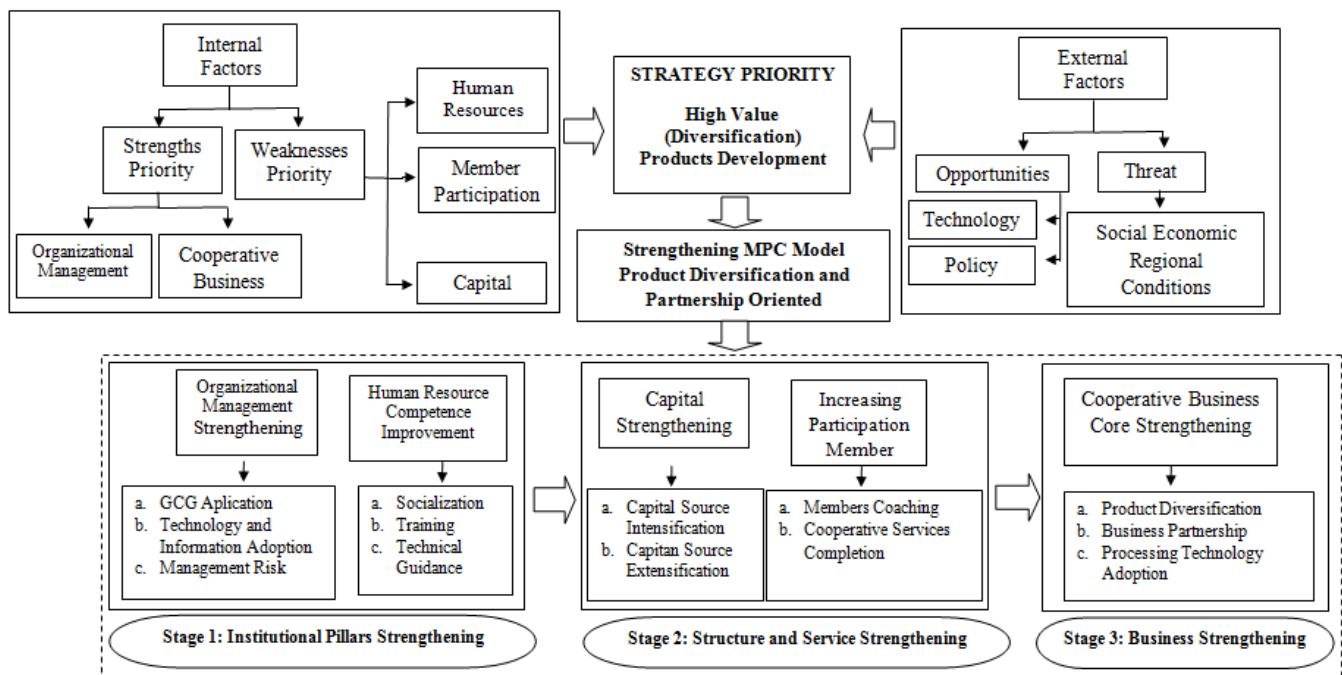 Internal
Factors
Strengths
Priority
Weaknesses
Priority
Organizational
Management
Cooperative
Business
Human
Resources
Member
Participation
Capital
STRATEGY PRIORITY
High Value
(Diversification)
Products Development
Strengthening MPC Model
Product Diversification and
Partnership Oriented
External
Factors
Opportunities
Threat
Technology
Policy
Social Economic
Regional
Conditions
Organizational
Management
Strengthening
Human Resource
Competence
Improvement
a. GCG Aplication
b. Technology and
Information Adoption
c. Management Risk
a. Socialization
b. Training
c. Technical
Guidance
Stage 1: Institutional Pillars Strengthening
Capital
Strengthening
Increasing
Participation
Member
a. Capital Source
Intensification
b. Capitan Source
Extensification
a. Members Coaching
b. Cooperative Services
Completion
Stage 2: Structure and Service Strengthening
Cooperative Business
Core Strengthening
a. Product Diversification
b. Business Partnership
c. Processing Technology
Adoption
Stage 3: Business Strengthening